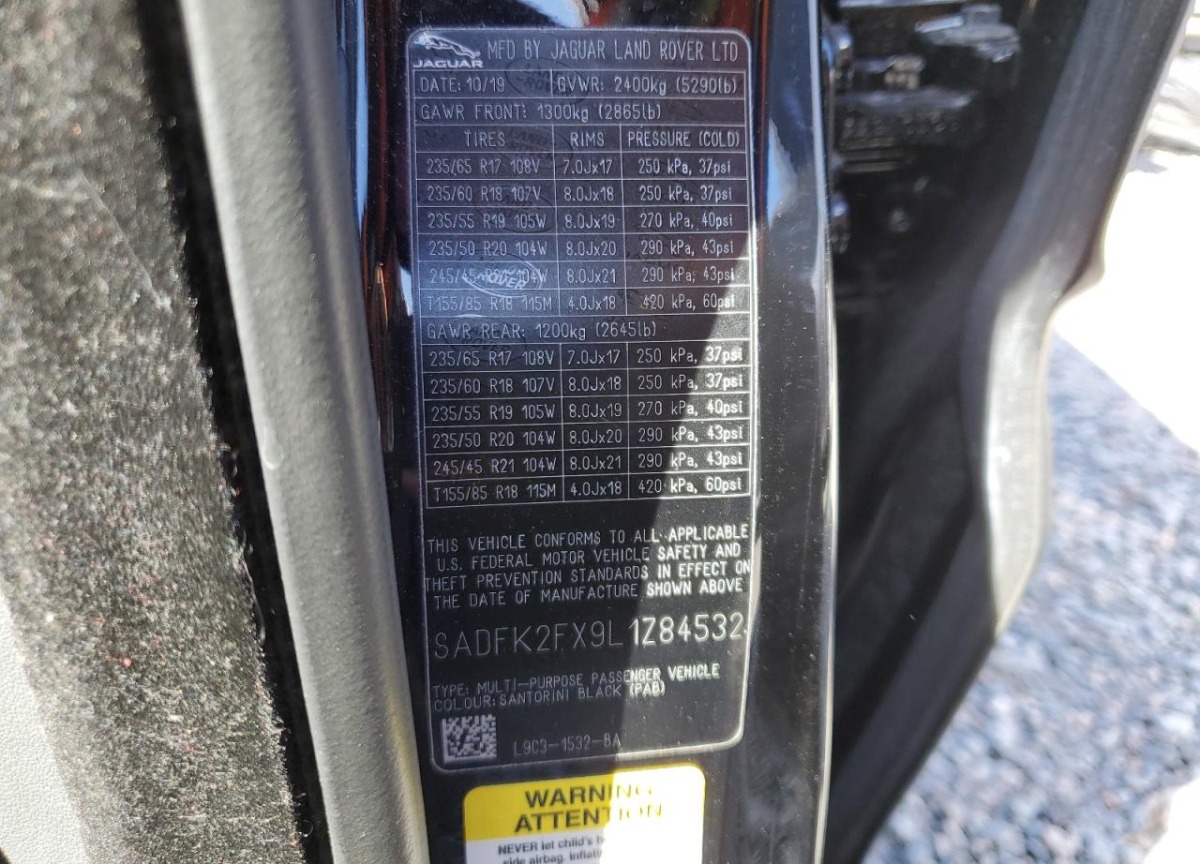 JAGUAR MFD BY JAGUAR LAND ROVER LTD
DATE: 10/19 GVWR: 2400kg (5290lb)
GAWR FRONT: 1300kg (2865lb)
TIRES RIMS PRESSURE (COLD)
235/65 R17 108V 7.0Jx17 250 kPa, 37psi
235/60 R18 107V 8.0Jx18 250 kPa, 37psi
235/55 R19 105W 8.0Jx19 270 kPa, 40psi
235/50 R20 104W 8.0Jx20 290 kPa, 43psi
245/45 R21 104W 8.0Jx21 290 kPa, 43psi
T155/85 R18 115M 4.0Jx18 420 kPa, 60psi
GAWR REAR: 1200kg (2645lb)
235/65 R17 108V 7.0Jx17 250 kPa, 37psi
235/60 R18 107V 8.0Jx18 250 kPa, 37psi
235/55 R19 105W 8.0Jx19 270 kPa, 40psi
235/50 R20 104W 8.0Jx20 290 kPa, 43psi
245/45 R21 104W 8.0Jx21 290 kPa, 43psi
T155/85 R18 115M 4.0Jx18 420 kPa, 60psi
THIS VEHICLE CONFORMS TO ALL APPLICABLE
U.S. FEDERAL MOTOR VEHICLE SAFETY AND
THEFT PREVENTION STANDARDS IN EFFECT ON
THE DATE OF MANUFACTURE SHOWN ABOVE
SADFK2FX9L1Z84532
TYPE: MULTI-PURPOSE PASSENGER VEHICLE
COLOUR: SANTORINI BLACK (PAB)
L9C3-1532-BA
WARNING
ATTENTION
NEVER let child's
side airbag.